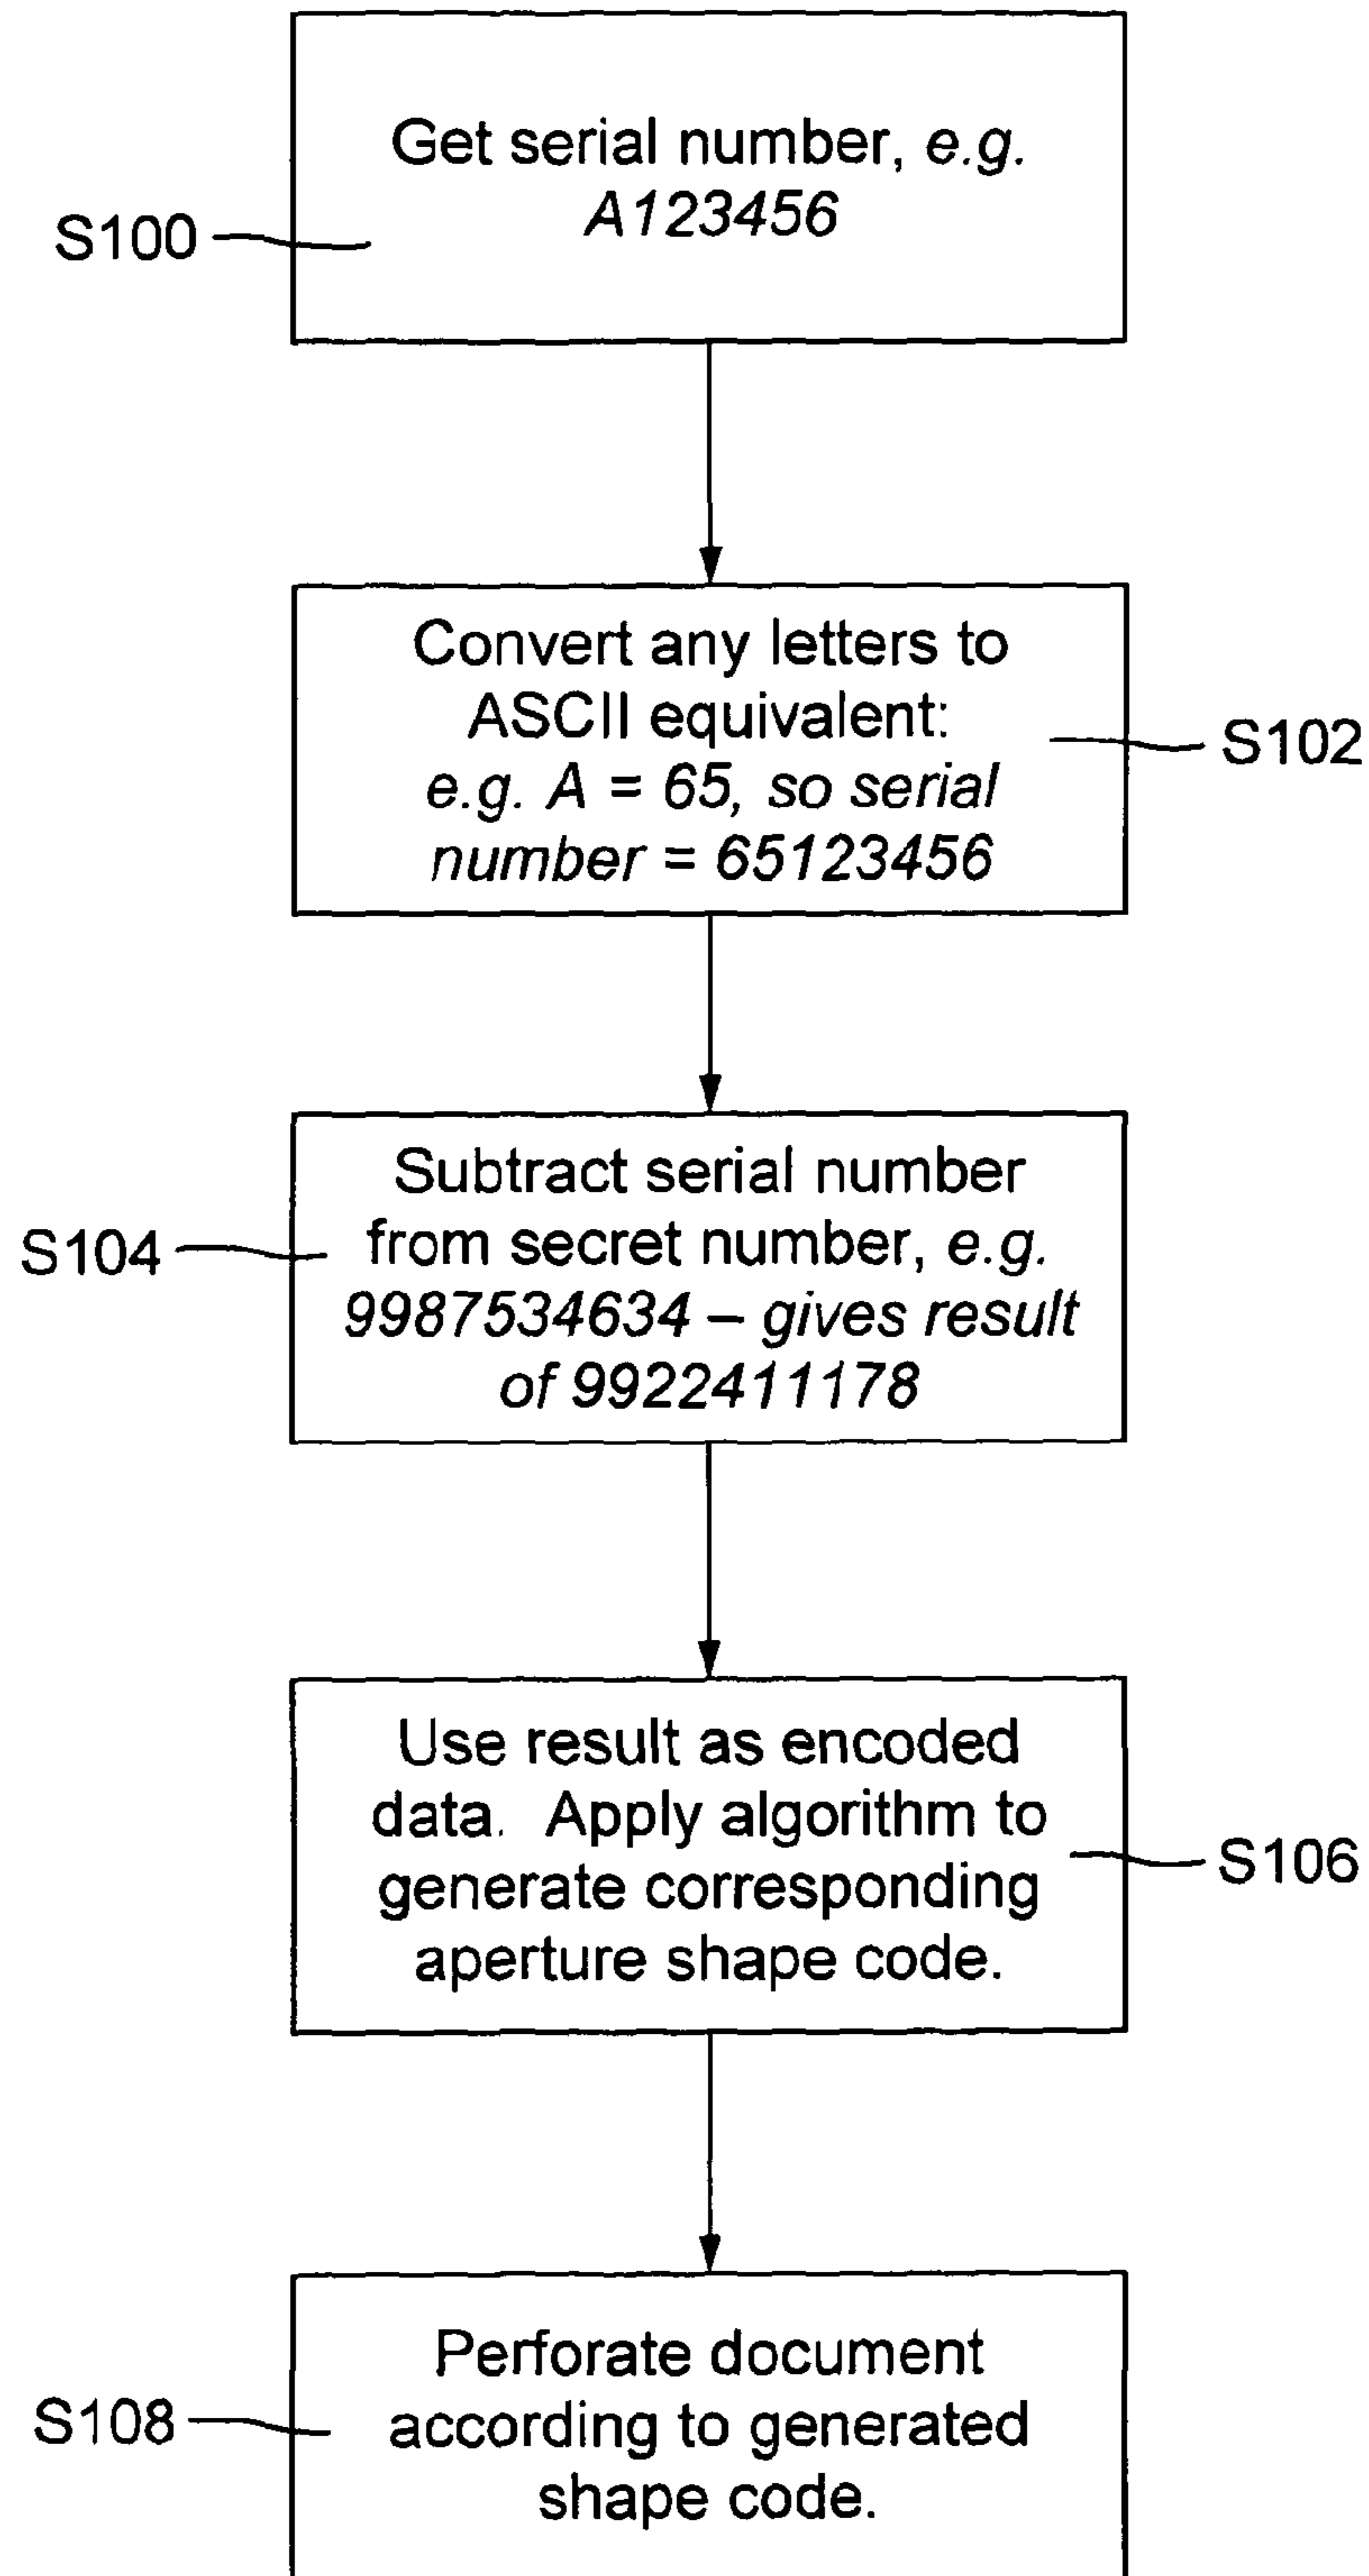 Get serial number, e.g.
A123456
S100
Convert any letters to
ASCII equivalent:
e.g. A = 65, so serial
number = 65123456
S102
Subtract serial number
from secret number, e.g.
9987534634 – gives result
of 9922411178
S104
Use result as encoded
data. Apply algorithm to
generate corresponding
aperture shape code.
S106
Perforate document
according to generated
shape code.
S108